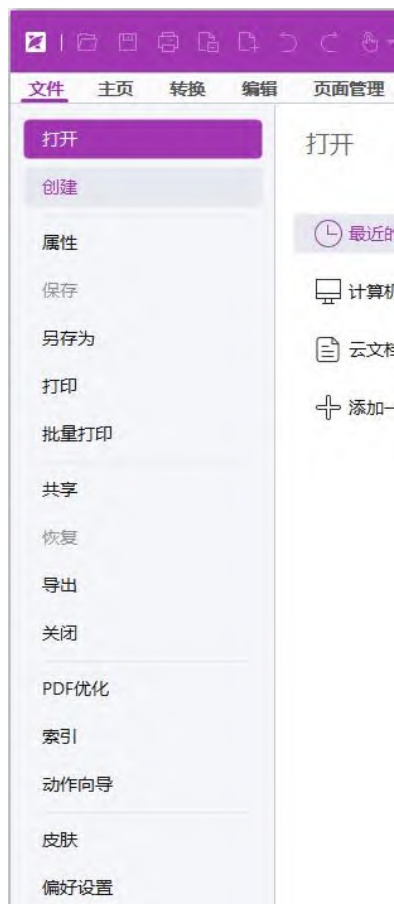 文件 主页 转换 编辑 页面管理
打开
创建
属性
保存
另存为
打印
批量打印
共享
恢复
导出
关闭
PDF优化
索引
动作向导
皮肤
偏好设置
打开
最近的
计算机
云文档
添加一